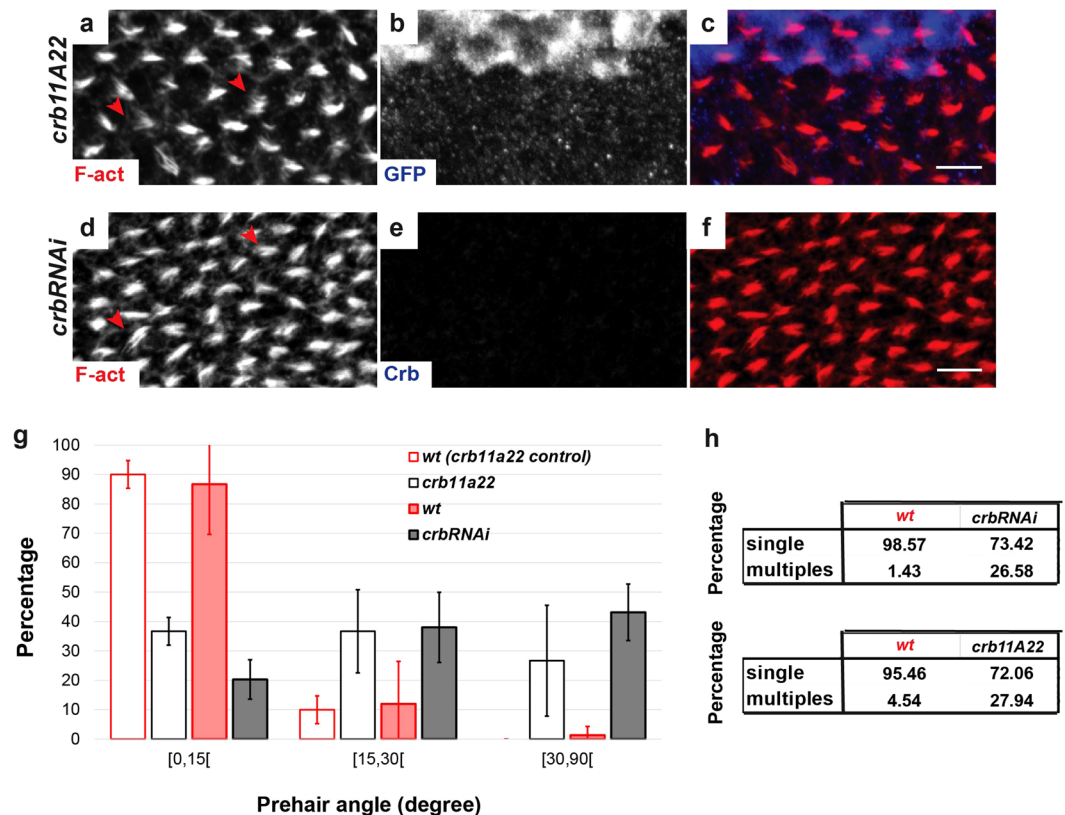 crb11A22
a
F-act
b
GFP
c
crbRNAi
d
F-act
e
Crb
f
g
Percentage
100
90
80
70
60
50
40
30
20
10
0
wt (crb11a22 control)
crb11a22
wt
crbRNAi
[0,15[
[15,30[
[30,90[
Prehair angle (degree)
h
Percentage
wt crbRNAi
single 98.57 73.42
multiples 1.43 26.58
Percentage
wt crb11A22
single 95.46 72.06
multiples 4.54 27.94